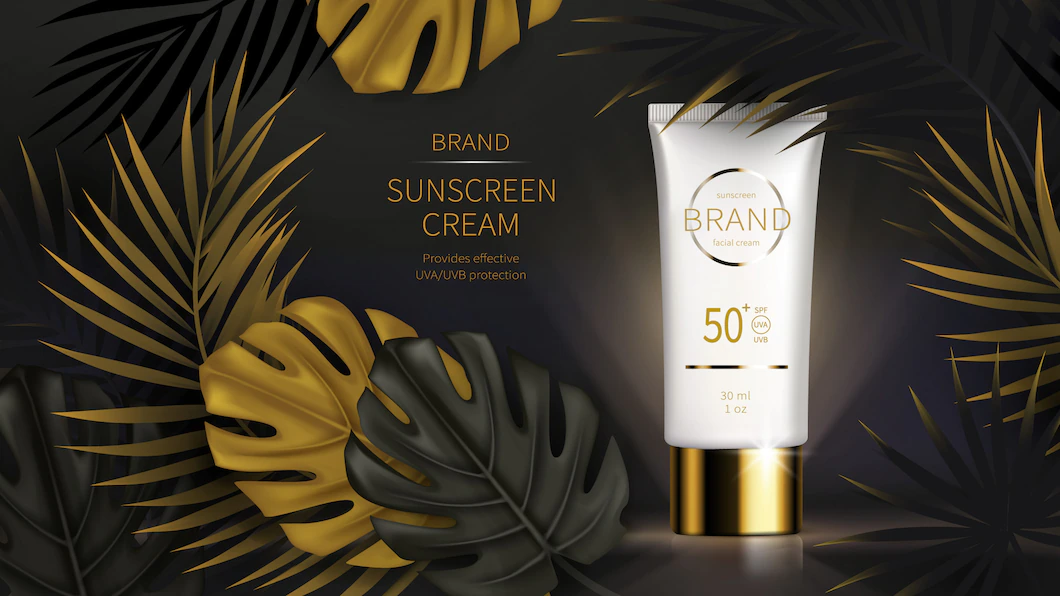 BRAND
SUNSCREEN
CREAM
Provides effective
UVA/UVB protection
sunscreen
BRAND
facial cream
50+ SPF
UVA
UVB
30 ml
1 oz